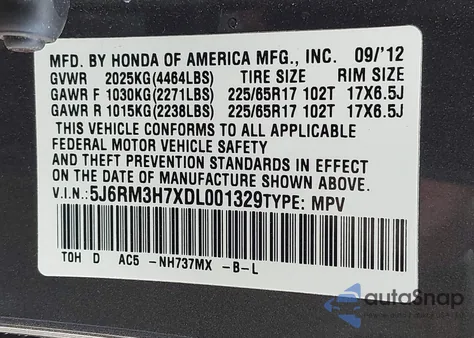 MFD. BY HONDA OF AMERICA MFG., INC. 09/'12
GVWR 2025KG(4464LBS) TIRE SIZE RIM SIZE
GAWR F 1030KG(2271LBS) 225/65R17 102T 17X6.5J
GAWR R 1015KG(2238LBS) 225/65R17 102T 17X6.5J
THIS VEHICLE CONFORMS TO ALL APPLICABLE
FEDERAL MOTOR VEHICLE SAFETY
AND THEFT PREVENTION STANDARDS IN EFFECT
ON THE DATE OF MANUFACTURE SHOWN ABOVE.
V.I.N.: 5J6RM3H7XDL001329 TYPE: MPV
TOH D AC5 -NH737MX -B-L
autaSnap